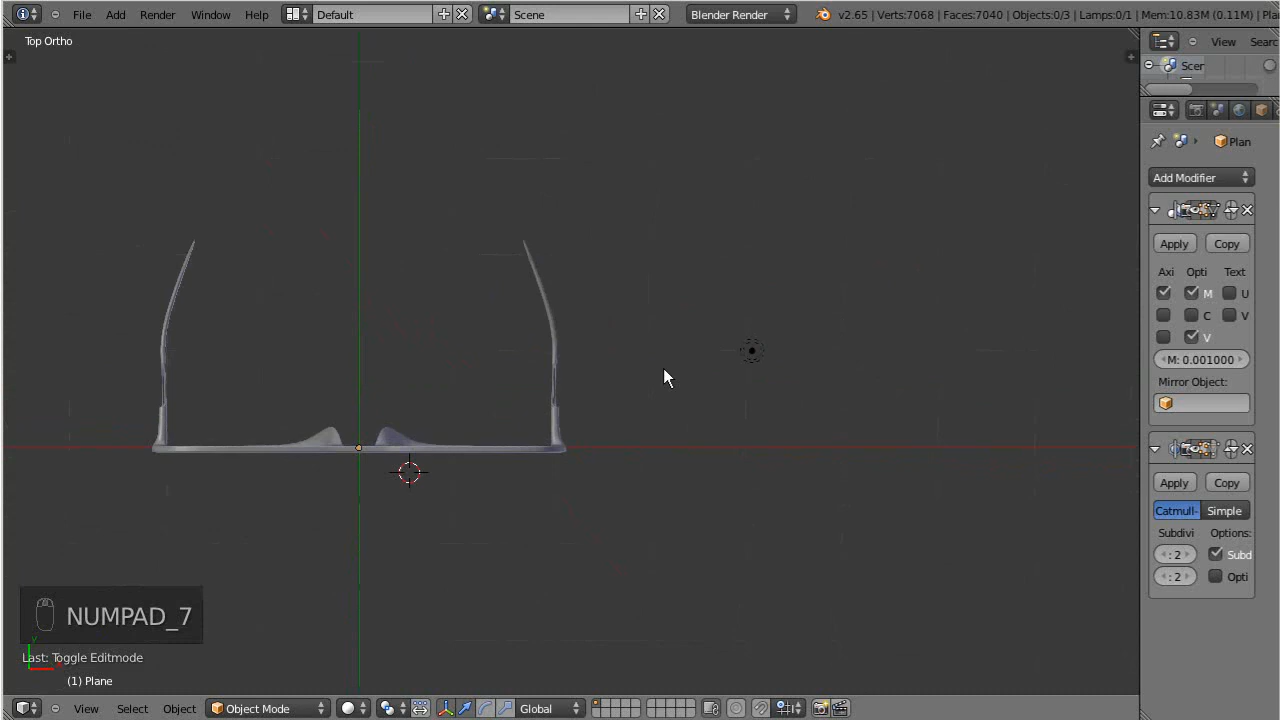 File Add Render Window Help Default Scene Blender Render v2.65 | Verts:7068 | Faces:7040 | Objects:0/3 | Lamps:0/1 | Mem:10.83M (0.11M) | Pla
Top Ortho
View Searc
Scer
Plan
Add Modifier
Apply Copy
Axi Opti Text
M U
C V
V
M: 0.001000
Mirror Object:
Apply Copy
Catmull- Simple
Subdivi Options:
: 2 Subd
: 2 Opti
NUMPAD_7
y
Last: Toggle Editmode
(1) Plane
View Select Object Object Mode Global